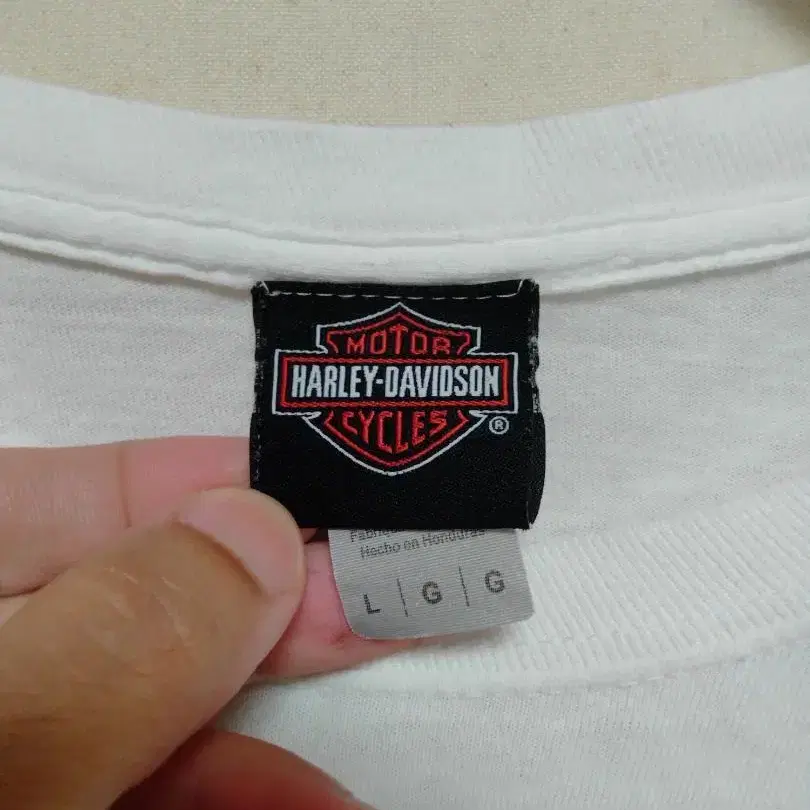 MOTOR
HARLEY-DAVIDSON
CYCLES
®
Hecho en Honduras
L | G | G